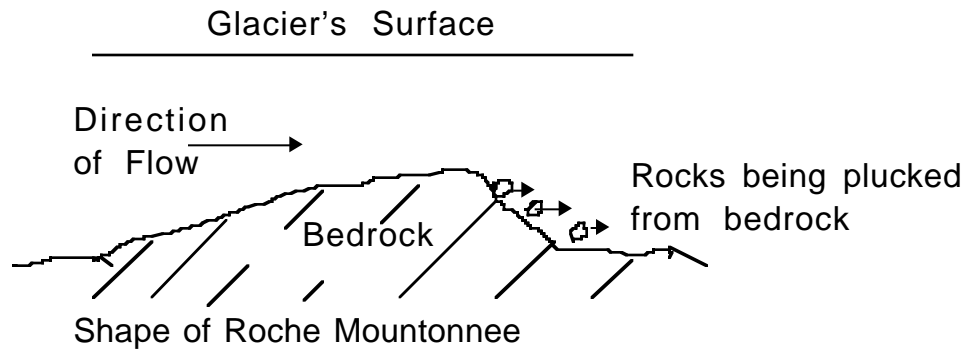 Glacier's Surface
Direction
of Flow
Rocks being plucked
from bedrock
Bedrock
Shape of Roche Mountonnee